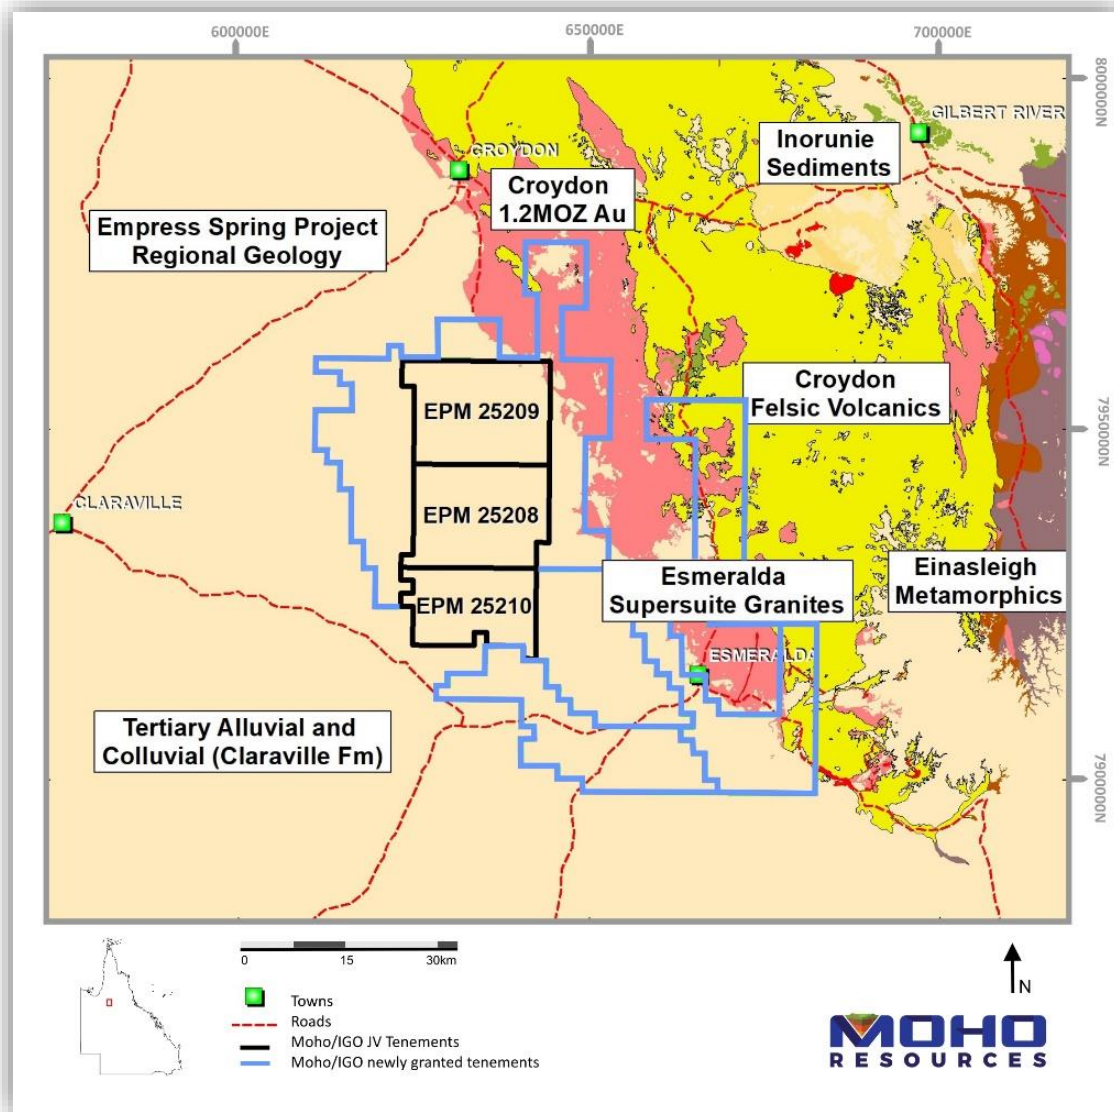 600000E
650000E
700000E
8000000N
GILBERT RIVER
Inorunie
Sediments
CROYDON
Croydon
1.2MOZ Au
Empress Spring Project
Regional Geology
Croydon
Felsic Volcanics
EPM 25209
7950000N
CLARAVILLE
EPM 25208
Einasleigh
Metamorphics
Esmeralda
Supersuite Granites
EPM 25210
ESMERALDA
Tertiary Alluvial and
Colluvial (Claraville Fm)
7900000N
0 15 30km
Towns
Roads
Moho/IGO JV Tenements
Moho/IGO newly granted tenements
N
MOHO
RESOURCES